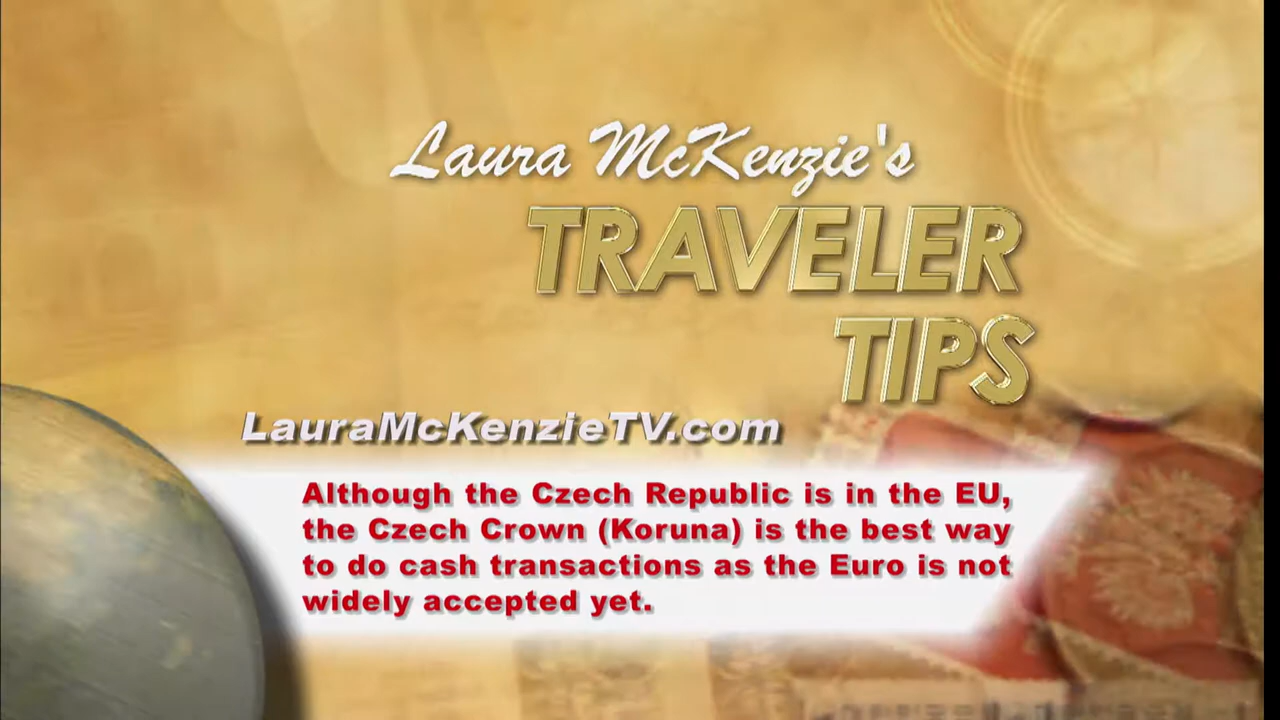 Laura McKenzie's
TRAVELER
TIPS
LauraMcKenzieTV.com
Although the Czech Republic is in the EU,
the Czech Crown (Koruna) is the best way
to do cash transactions as the Euro is not
widely accepted yet.